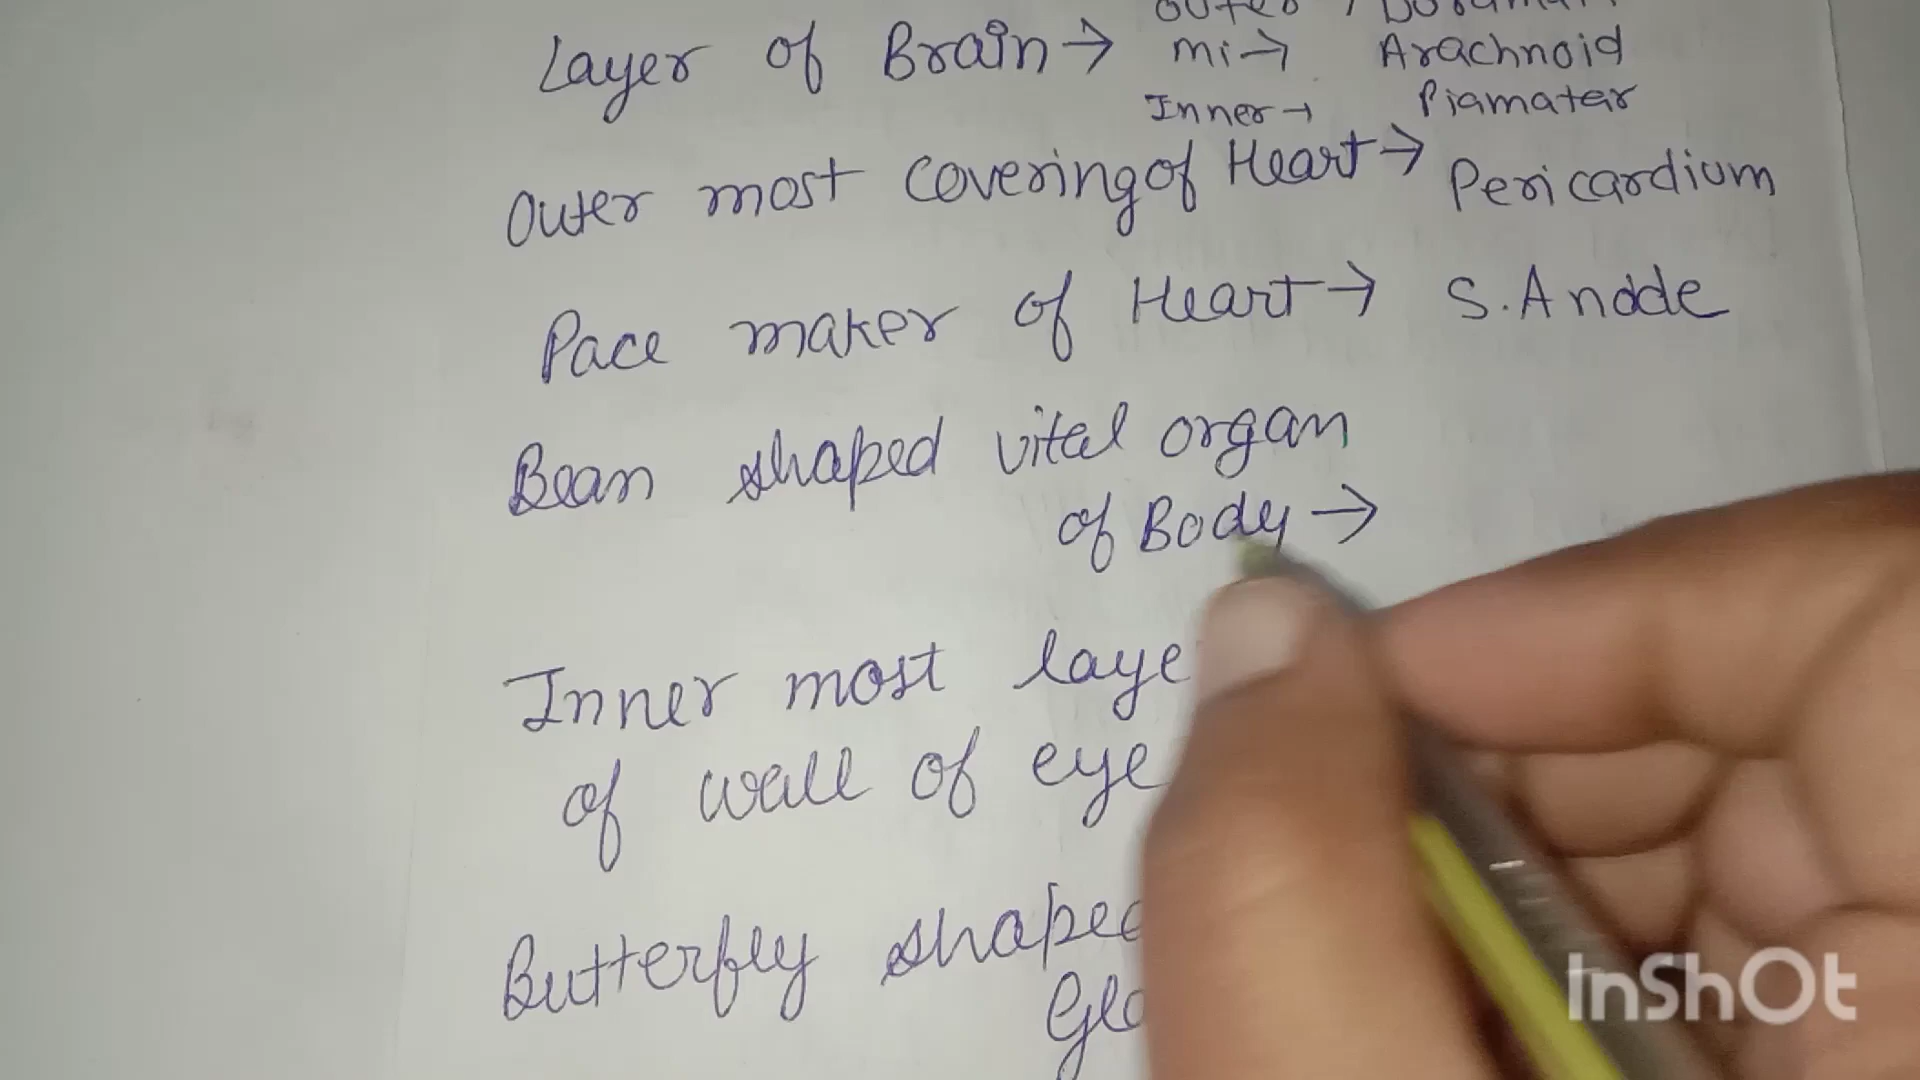 Layer of Brain →
Mi → Arachnoid
Inner → Piamater
Outer most covering of Heart → Pericardium
Pace maker of Heart → S.A node
Bean shaped vital organ
of Body →
Inner most laye
of wall of eye
Butterfly shaped
InShOt